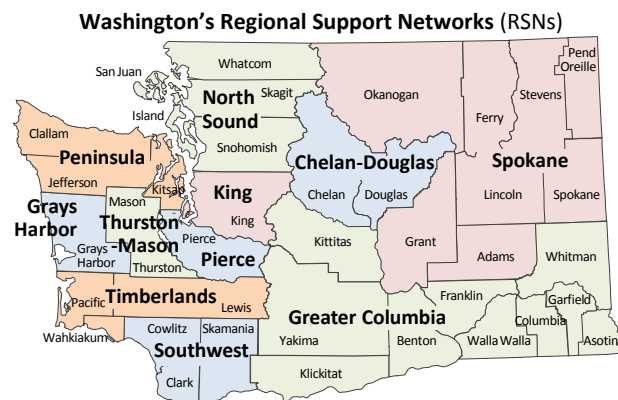 Washington's Regional Support Networks (RSNs)
Pend
Oreille
San Juan
Whatcom
Skagit
Okanogan
Stevens
Ferry
North
Sound
Island
Snohomish
Clallam
Peninsula
Chelan-Douglas
Spokane
Jefferson
Kitsap
King
King
Chelan
Douglas
Lincoln
Spokane
Mason
Grays
Harbor
Thurston
-Mason
Pierce
Pierce
Kittitas
Grant
Adams
Whitman
Grays
Harbor
Thurston
Timberlands
Pacific
Lewis
Greater Columbia
Franklin
Garfield
Columbia
Wahkiakum
Cowlitz
Skamania
Southwest
Yakima
Benton
Walla Walla
Asotin
Clark
Klickitat